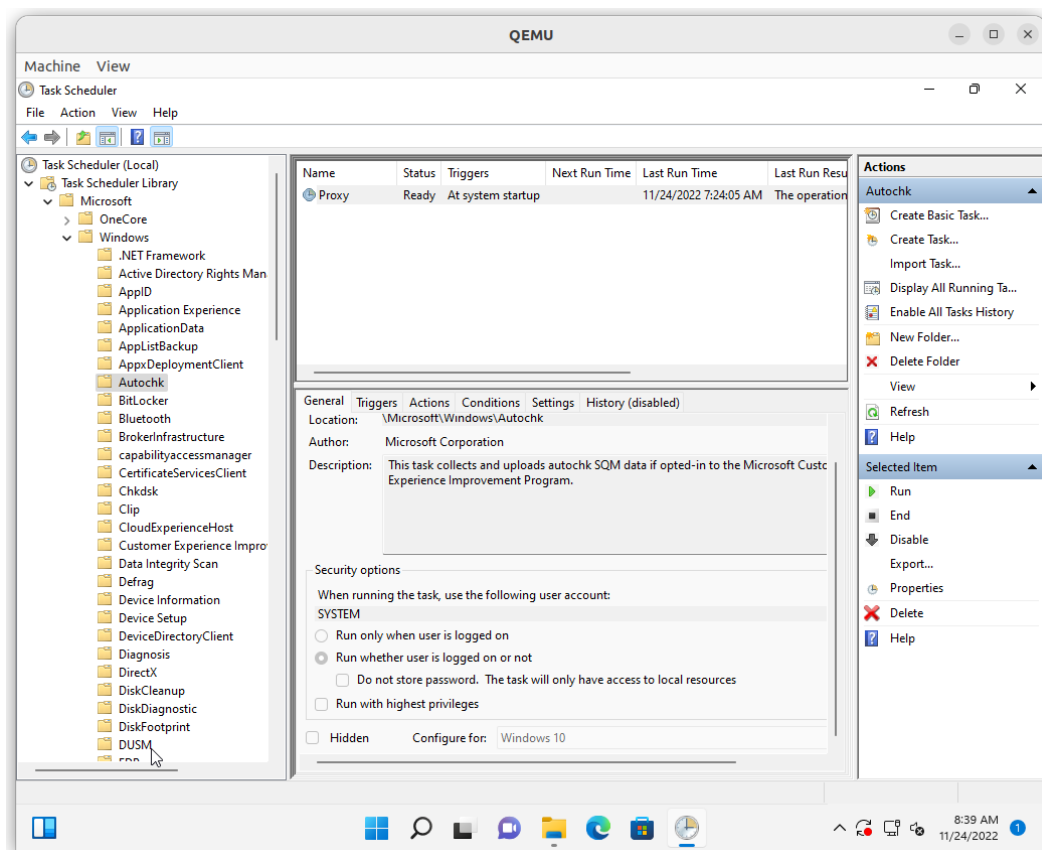 QEMU
Machine View
Task Scheduler
File Action View Help
Task Scheduler (Local)
Task Scheduler Library
Microsoft
OneCore
Windows
.NET Framework
Active Directory Rights Man
AppID
Application Experience
ApplicationData
AppListBackup
AppxDeploymentClient
Autochk
BitLocker
Bluetooth
BrokerInfrastructure
capabilityaccessmanager
CertificateServicesClient
Chkdsk
Clip
CloudExperienceHost
Customer Experience Impro
Data Integrity Scan
Defrag
Device Information
Device Setup
DeviceDirectoryClient
Diagnosis
DirectX
DiskCleanup
DiskDiagnostic
DiskFootprint
DUSM
Name Status Triggers Next Run Time Last Run Time Last Run Resu
Proxy Ready At system startup 11/24/2022 7:24:05 AM The operation
General Triggers Actions Conditions Settings History (disabled)
Location: \Microsoft\Windows\Autochk
Author: Microsoft Corporation
Description: This task collects and uploads autochk SQM data if opted-in to the Microsoft Custo
Experience Improvement Program.
Security options
When running the task, use the following user account:
SYSTEM
Run only when user is logged on
Run whether user is logged on or not
Do not store password. The task will only have access to local resources
Run with highest privileges
Hidden Configure for: Windows 10
Actions
Autochk
Create Basic Task...
Create Task...
Import Task...
Display All Running Ta...
Enable All Tasks History
New Folder...
Delete Folder
View
Refresh
Help
Selected Item
Run
End
Disable
Export...
Properties
Delete
Help
8:39 AM
11/24/2022
1